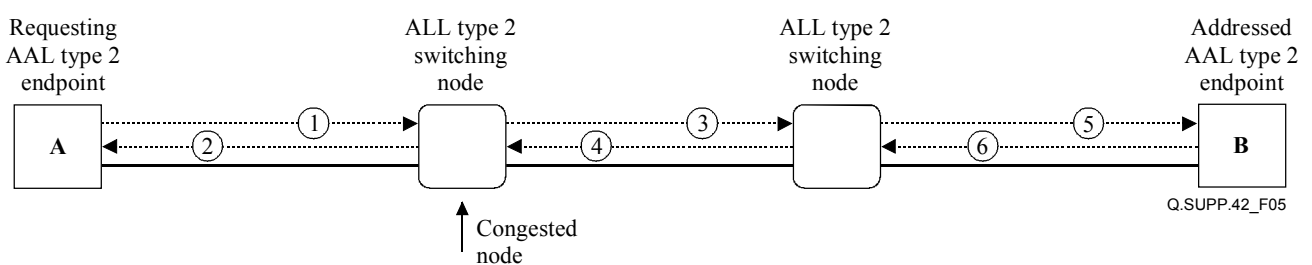 Requesting
AAL type 2
endpoint
ALL type 2
switching
node
ALL type 2
switching
node
Addressed
AAL type 2
endpoint
A
1
2
3
4
5
6
B
Q.SUPP.42_F05
Congested
node